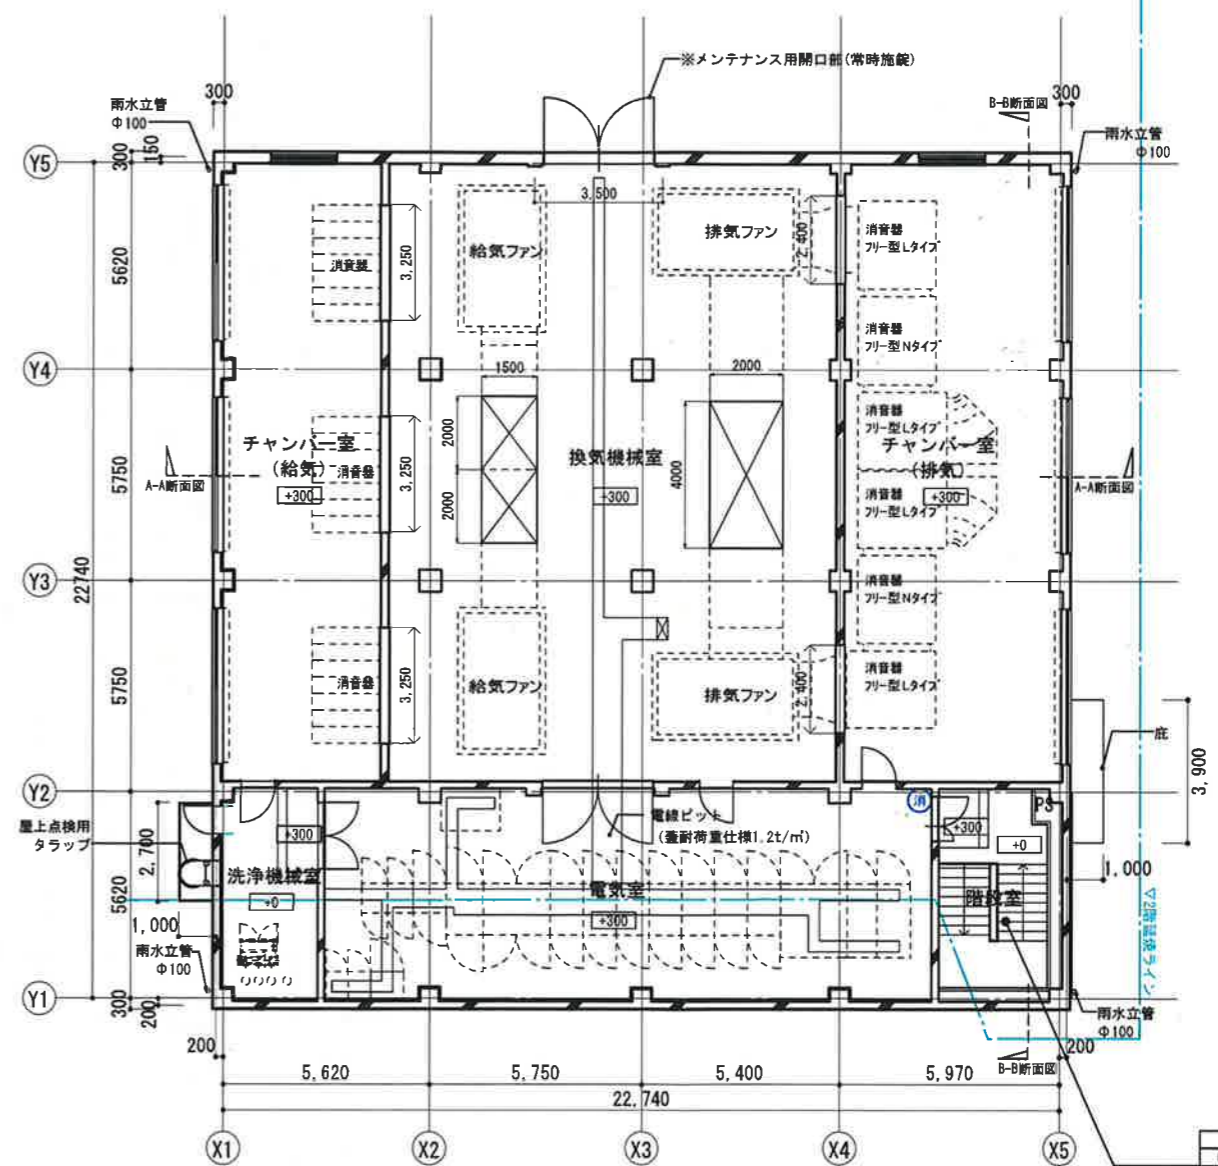 ※メンテナンス用開口部(常時施錠)
300
雨水立管
Φ100
B-B断面図
300
雨水立管
Φ100
Y5
300
150
3,500
給気ファン
排気ファン
2,400
消音器
フリー型Lタイプ
消音器
3,250
5620
消音器
フリー型Nタイプ
Y4
1500
2000
消音器
フリー型Lタイプ
チャンバー室
(給気)
2000
換気機械室
4000
チャンバー室
(排気)
消音器
3,250
A-A断面図
+300
+300
消音器
フリー型Lタイプ
+300
A-A断面図
5750
2000
22740
Y3
消音器
フリー型Nタイプ
5750
消音器
3,250
給気ファン
排気ファン
2,400
消音器
フリー型Lタイプ
庇
3,900
Y2
消
PS
屋上点検用
タラップ
2,700
+300
電線ピット
(蓋耐荷重仕様1.2t/㎡)
+300
+0
洗浄機械室
+0
電気室
+300
階段室
1,000
5620
1,000
雨水立管
Φ100
▽2階延焼ライン
Y1
300
200
雨水立管
Φ100
200
200
B-B断面図
5,620
5,750
5,400
5,970
22,740
X1
X2
X3
X4
X5